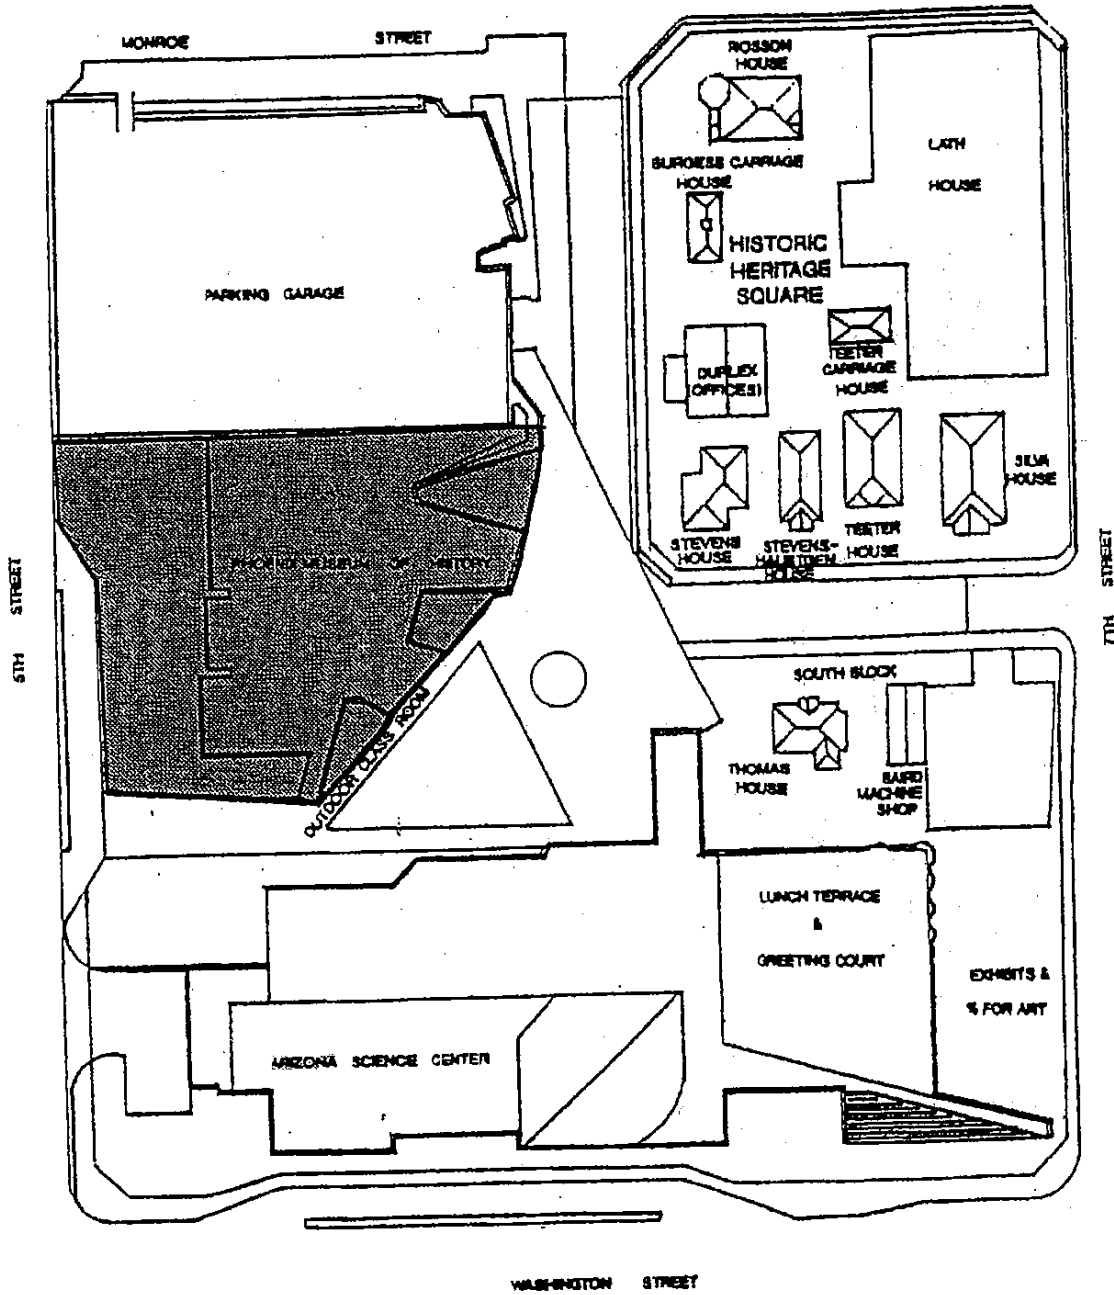 MONROE STREET
ROSSON
HOUSE
BURGESS CARRIAGE
HOUSE
LATH
HOUSE
HISTORIC
HERITAGE
SQUARE
PARKING GARAGE
TEETER
CARRIAGE
HOUSE
DUPLEX
(OFFICES)
SILVA
HOUSE
STEVENS
HOUSE
STEVENS-
HAUSTGEN
HOUSE
TEETER
HOUSE
PHOENIX MUSEUM OF HISTORY
5TH STREET
7TH STREET
OUTDOOR CLASS ROOM
SOUTH BLOCK
THOMAS
HOUSE
BAIRD
MACHINE
SHOP
LUNCH TERRACE
&
GREETING COURT
EXHIBITS &
% FOR ART
ARIZONA SCIENCE CENTER
WASHINGTON STREET